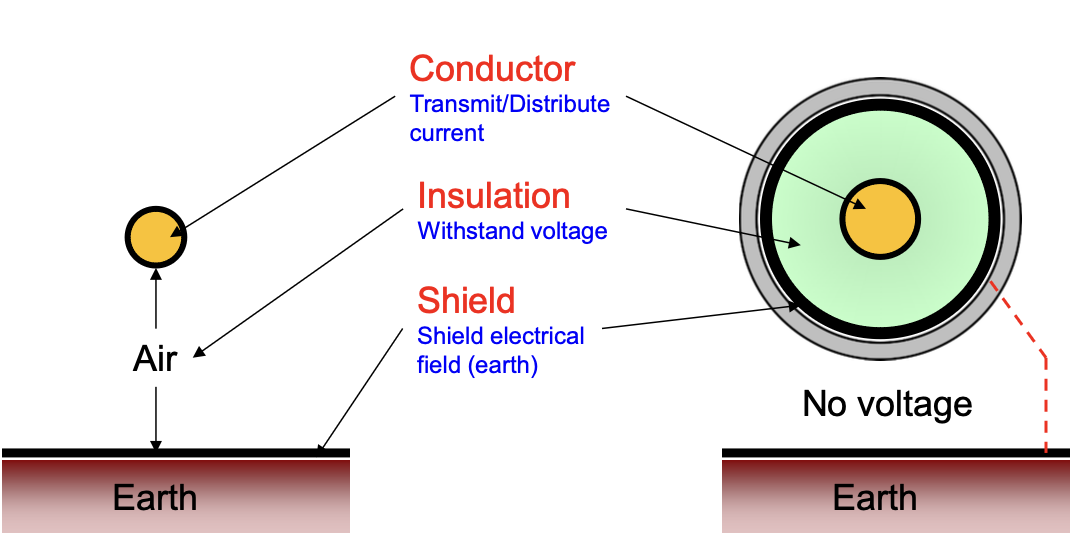 Conductor
Transmit/Distribute
current
Insulation
Withstand voltage
Shield
Shield electrical
field (earth)
Air
No voltage
Earth
Earth